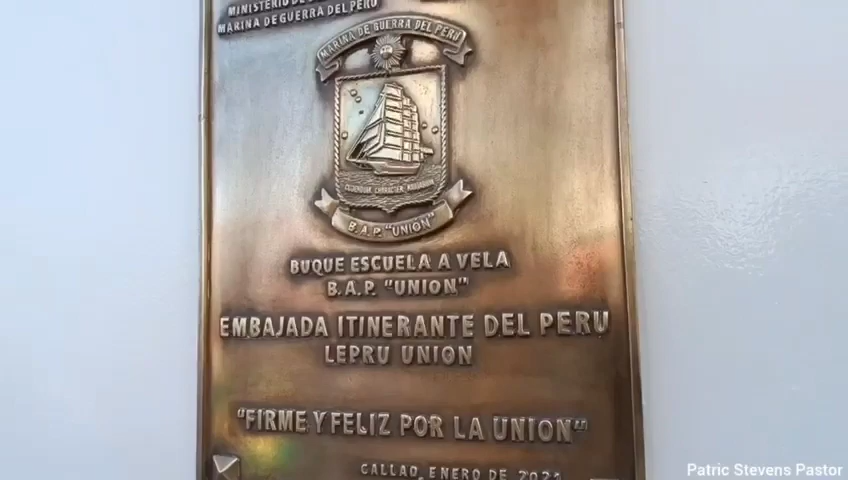 MINISTERIO DE
MARINA DE GUERRA DEL PERU
MARINA DE GUERRA DEL PERU
B.A.P. "UNION"
BUQUE ESCUELA A VELA
B.A.P. "UNION"
EMBAJADA ITINERANTE DEL PERU
LEPRU UNION
"FIRME Y FELIZ POR LA UNION"
CALLAO, ENERO DE
Patric Stevens Pastor